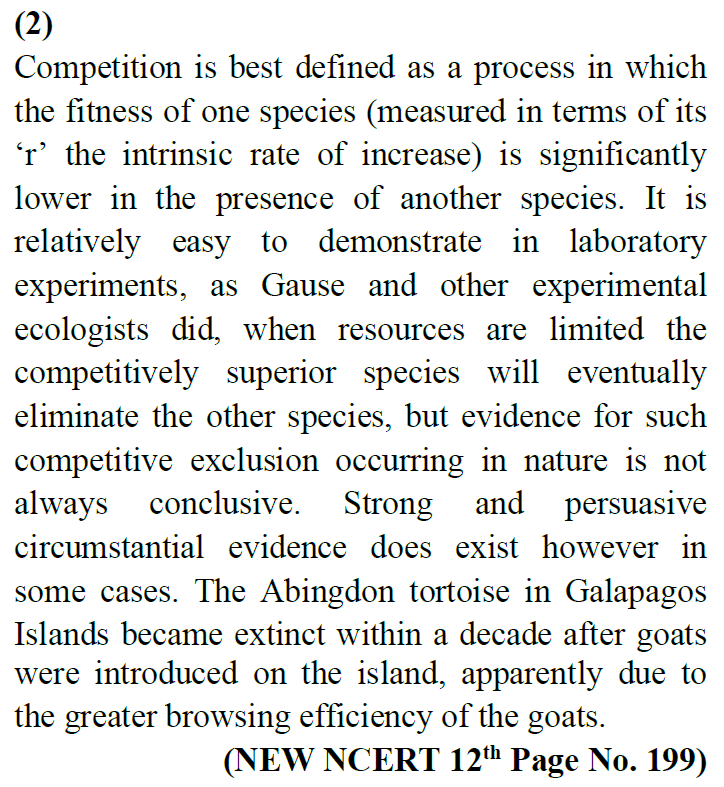 (2)
Competition is best defined as a process in which
the fitness of one species (measured in terms of its
‘r’ the intrinsic rate of increase) is significantly
lower in the presence of another species. It is
relatively easy to demonstrate in laboratory
experiments, as Gause and other experimental
ecologists did, when resources are limited the
competitively superior species will eventually
eliminate the other species, but evidence for such
competitive exclusion occurring in nature is not
always conclusive. Strong and persuasive
circumstantial evidence does exist however in
some cases. The Abingdon tortoise in Galapagos
Islands became extinct within a decade after goats
were introduced on the island, apparently due to
the greater browsing efficiency of the goats.
(NEW NCERT 12th Page No. 199)